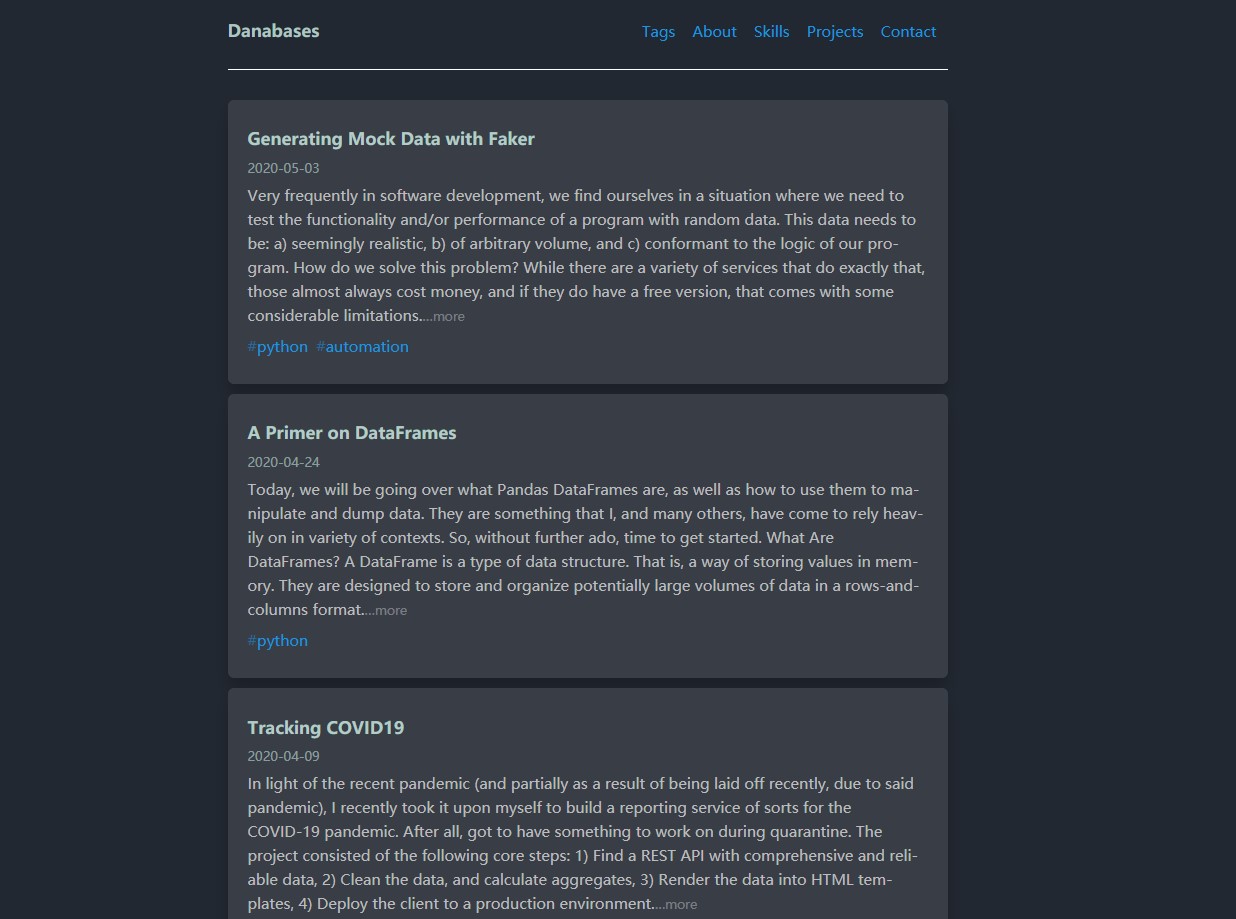 Danabases
Tags About Skills Projects Contact
Generating Mock Data with Faker
2020-05-03
Very frequently in software development, we find ourselves in a situation where we need to
test the functionality and/or performance of a program with random data. This data needs to
be: a) seemingly realistic, b) of arbitrary volume, and c) conformant to the logic of our pro-
gram. How do we solve this problem? While there are a variety of services that do exactly that,
those almost always cost money, and if they do have a free version, that comes with some
considerable limitations....more
#python #automation
A Primer on DataFrames
2020-04-24
Today, we will be going over what Pandas DataFrames are, as well as how to use them to ma-
nipulate and dump data. They are something that I, and many others, have come to rely heav-
ily on in variety of contexts. So, without further ado, time to get started. What Are
DataFrames? A DataFrame is a type of data structure. That is, a way of storing values in mem-
ory. They are designed to store and organize potentially large volumes of data in a rows-and-
columns format....more
#python
Tracking COVID19
2020-04-09
In light of the recent pandemic (and partially as a result of being laid off recently, due to said
pandemic), I recently took it upon myself to build a reporting service of sorts for the
COVID-19 pandemic. After all, got to have something to work on during quarantine. The
project consisted of the following core steps: 1) Find a REST API with comprehensive and reli-
able data, 2) Clean the data, and calculate aggregates, 3) Render the data into HTML tem-
plates, 4) Deploy the client to a production environment....more